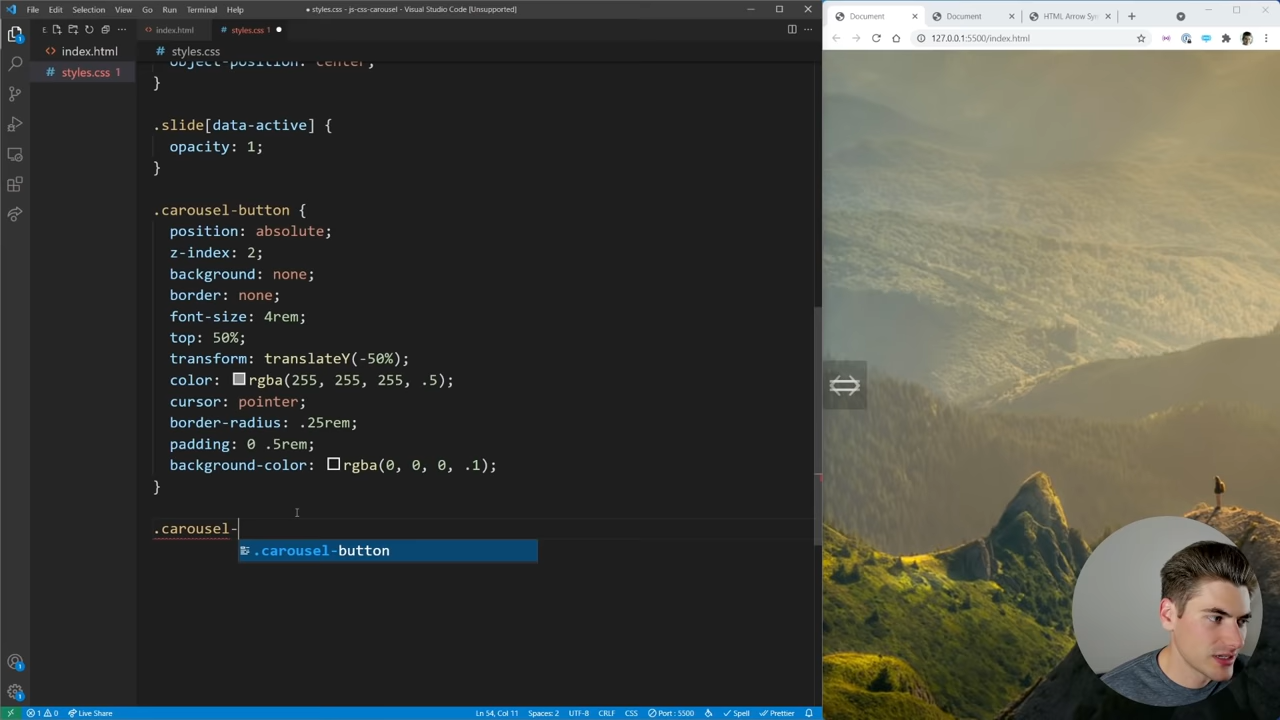 File Edit Selection View Go Run Terminal Help
● styles.css - js-css-carousel - Visual Studio Code [Unsupported]
E
index.html
styles.css 1
index.html
styles.css 1
styles.css
object-position: center;
}
.slide[data-active] {
opacity: 1;
}
.carousel-button {
position: absolute;
z-index: 2;
background: none;
border: none;
font-size: 4rem;
top: 50%;
transform: translateY(-50%);
color: rgba(255, 255, 255, .5);
cursor: pointer;
border-radius: .25rem;
padding: 0 .5rem;
background-color: rgba(0, 0, 0, .1);
}
.carousel-
.carousel-button
1 0 Live Share
Ln 54, Col 11 Spaces: 2 UTF-8 CRLF CSS Port : 5500 Spell Prettier
Document
Document
HTML Arrow Sy
127.0.0.1:5500/index.html